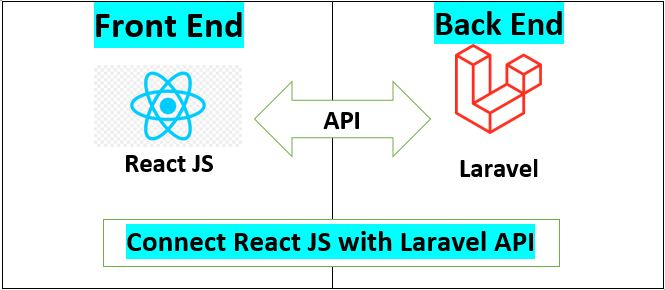 Front End
Back End
React JS
API
Laravel
Connect React JS with Laravel API